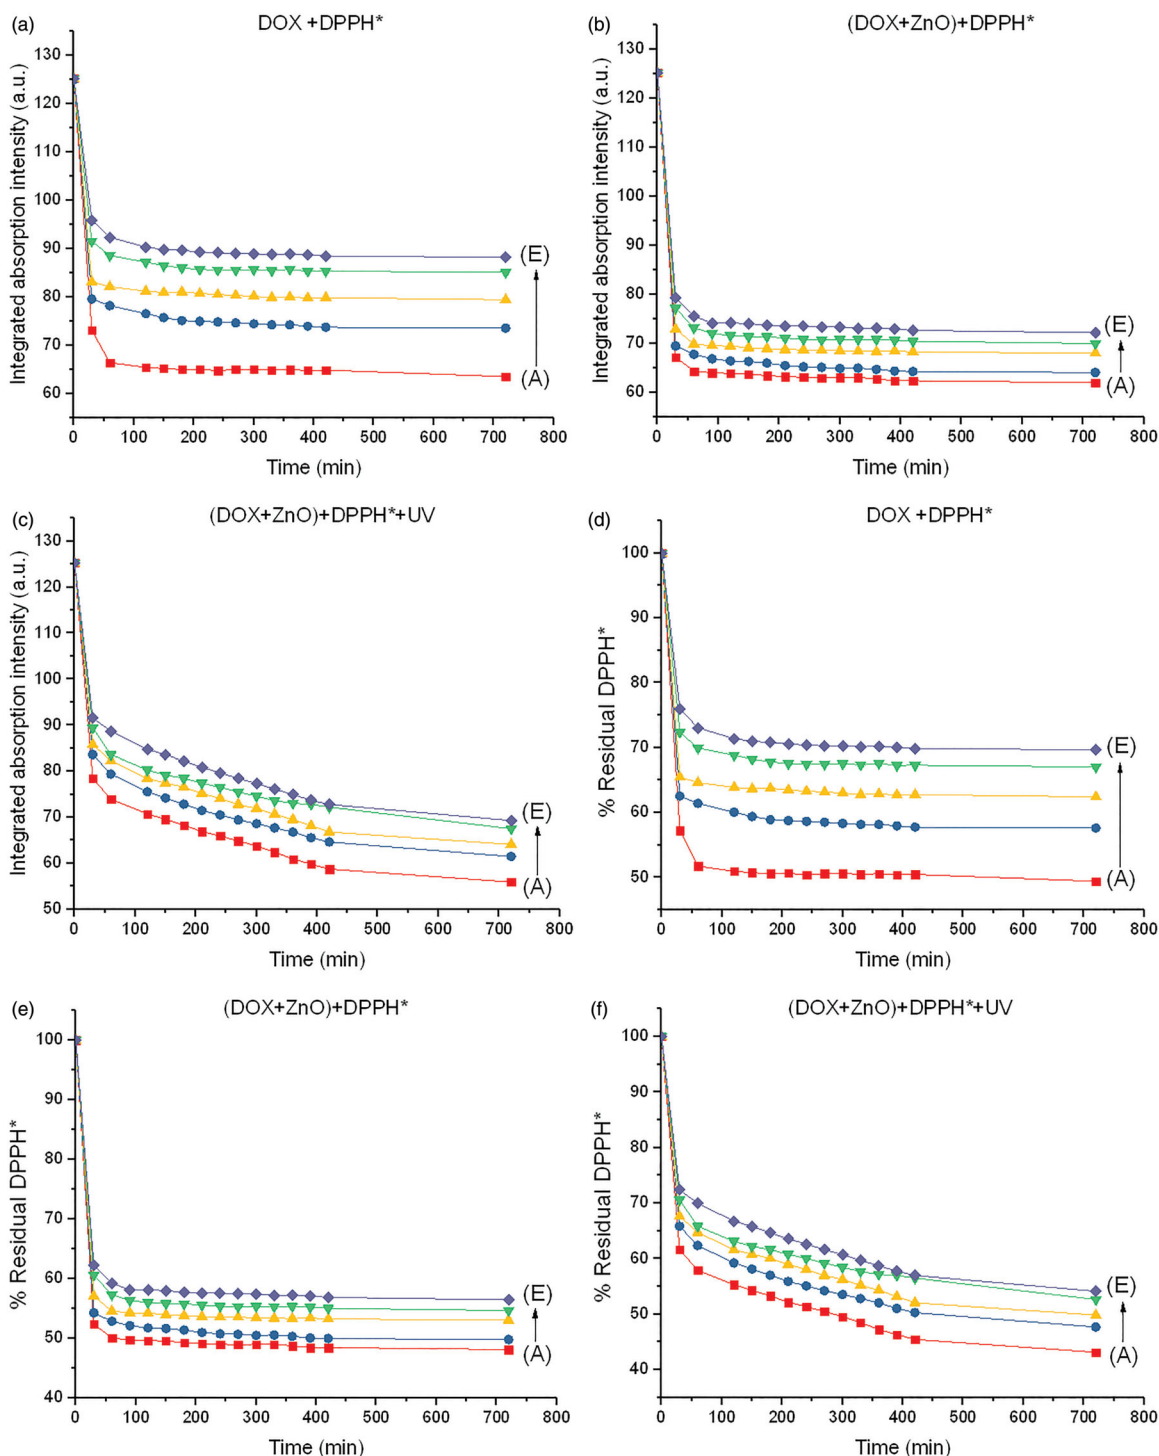 (a)
DOX +DPPH*
Integrated absorption intensity (a.u.)
130
120
110
100
90
80
70
60
0 100 200 300 400 500 600 700 800
Time (min)
(E)
(A)
(b)
(DOX+ZnO)+DPPH*
Integrated absorption intensity (a.u.)
130
120
110
100
90
80
70
60
0 100 200 300 400 500 600 700 800
Time (min)
(E)
(A)
(c)
(DOX+ZnO)+DPPH*+UV
Integrated absorption intensity (a.u.)
130
120
110
100
90
80
70
60
50
0 100 200 300 400 500 600 700 800
Time (min)
(E)
(A)
(d)
DOX +DPPH*
% Residual DPPH*
100
90
80
70
60
50
0 100 200 300 400 500 600 700 800
Time (min)
(E)
(A)
(e)
(DOX+ZnO)+DPPH*
% Residual DPPH*
100
90
80
70
60
50
40
0 100 200 300 400 500 600 700 800
Time (min)
(E)
(A)
(f)
(DOX+ZnO)+DPPH*+UV
% Residual DPPH*
100
90
80
70
60
50
40
0 100 200 300 400 500 600 700 800
Time (min)
(E)
(A)